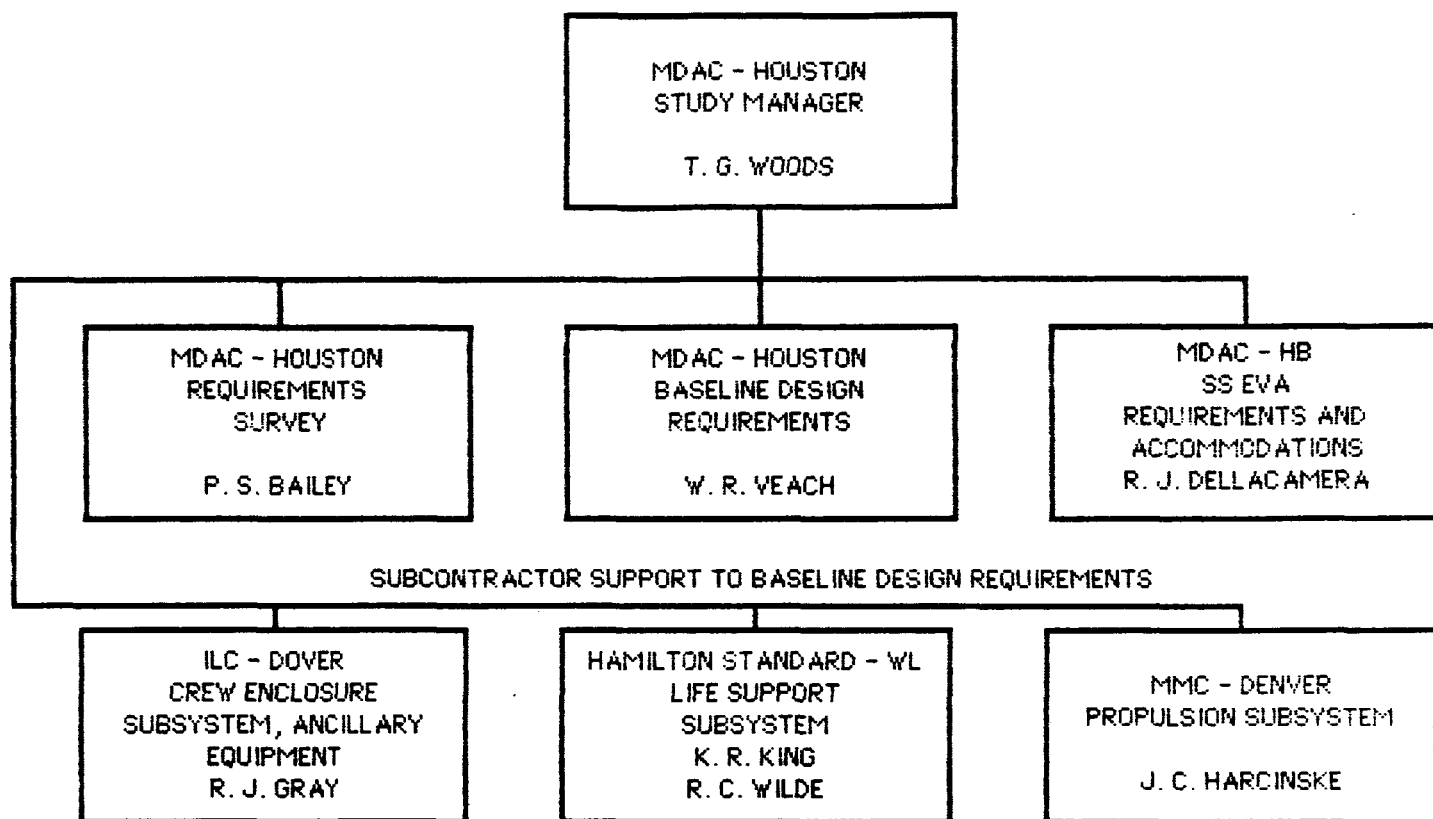 MDAC - HOUSTON
STUDY MANAGER
T. G. WOODS
MDAC - HOUSTON
REQUIREMENTS
SURVEY
P. S. BAILEY
MDAC - HOUSTON
BASELINE DESIGN
REQUIREMENTS
W. R. VEACH
MDAC - HB
SS EVA
REQUIREMENTS AND
ACCOMMODATIONS
R. J. DELLACAMERA
SUBCONTRACTOR SUPPORT TO BASELINE DESIGN REQUIREMENTS
ILC - DOVER
CREW ENCLOSURE
SUBSYSTEM, ANCILLARY
EQUIPMENT
R. J. GRAY
HAMILTON STANDARD - WL
LIFE SUPPORT
SUBSYSTEM
K. R. KING
R. C. WILDE
MMC - DENVER
PROPULSION SUBSYSTEM
J. C. HARCINSKE